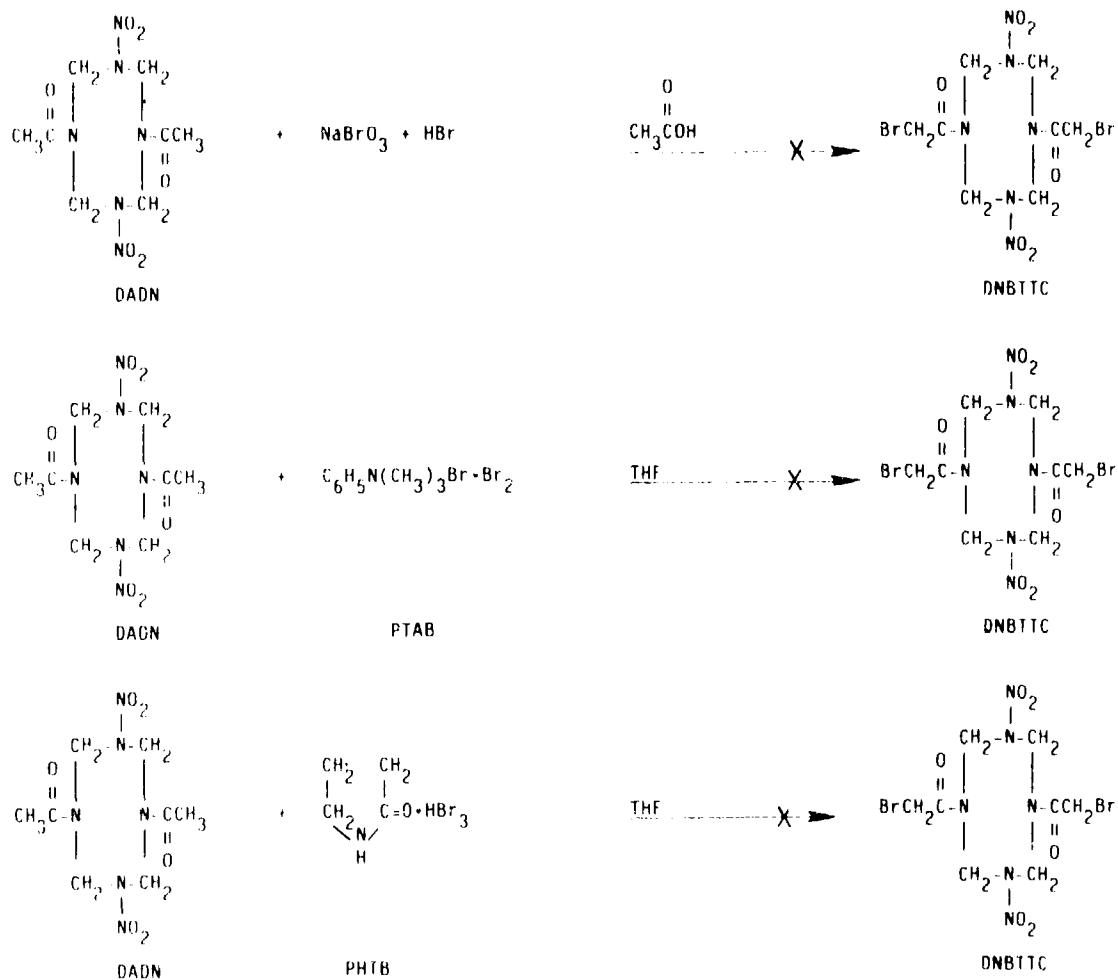 NO2 NO2
CH2-N-CH2 CH2-N-CH2
O O O
CH3C-N N-CCH3 + NaBrO3 + HBr CH3COH X BrCH2C-N N-CCH2Br
O O
CH2-N-CH2 CH2-N-CH2
NO2 NO2
DADN DNBTTC
NO2 NO2
CH2-N-CH2 CH2-N-CH2
O O
CH3C-N N-CCH3 + C6H5N(CH3)3Br·Br2 THF X BrCH2C-N N-CCH2Br
O O
CH2-N-CH2 CH2-N-CH2
NO2 NO2
DADN PTAB DNBTTC
NO2 NO2
CH2-N-CH2 CH2 CH2 CH2-N-CH2
O O
CH3C-N N-CCH3 + CH2 C=O·HBr3 THF X BrCH2C-N N-CCH2Br
N
H
O O
CH2-N-CH2 CH2-N-CH2
NO2 NO2
DADN PHTB DNBTTC